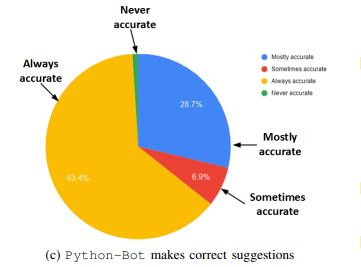 Never
accurate
Always
accurate
Mostly accurate
Sometimes accurate
Always accurate
Never accurate
28.7%
Mostly
accurate
63.4%
6.9%
Sometimes
accurate
(c) Python-Bot makes correct suggestions